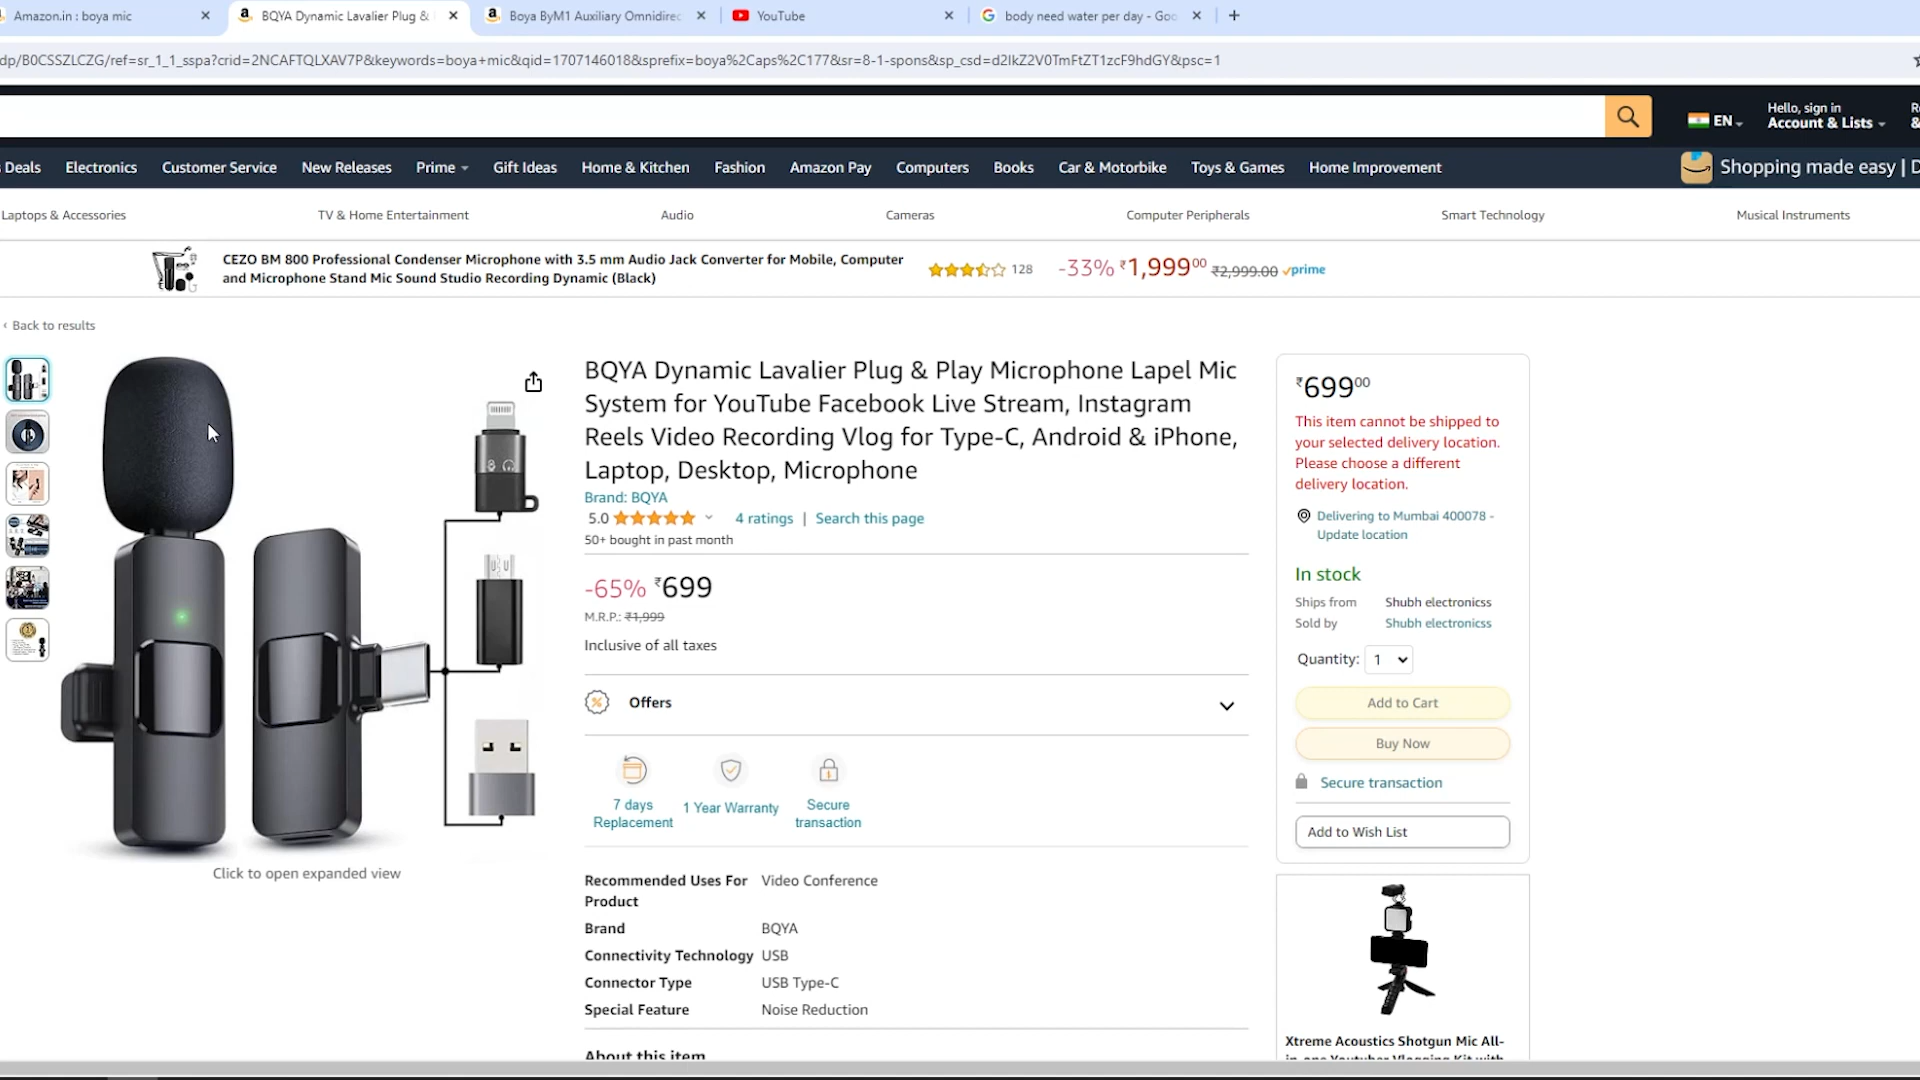 Amazon.in : boya mic
BQYA Dynamic Lavalier Plug &
Boya ByM1 Auxiliary Omnidirec
YouTube
body need water per day - Goo
dp/B0CSSZLCZG/ref=sr_1_1_sspa?crid=2NCAFTQLXAV7P&keywords=boya+mic&qid=1707146018&sprefix=boya%2Caps%2C177&sr=8-1-spons&sp_csd=d2lkZ2V0TmFtZT1zcF9hdGY&psc=1
EN
Hello, sign in
Account & Lists
&
Deals
Electronics
Customer Service
New Releases
Prime
Gift Ideas
Home & Kitchen
Fashion
Amazon Pay
Computers
Books
Car & Motorbike
Toys & Games
Home Improvement
Shopping made easy | D
Laptops & Accessories
TV & Home Entertainment
Audio
Cameras
Computer Peripherals
Smart Technology
Musical Instruments
CEZO BM 800 Professional Condenser Microphone with 3.5 mm Audio Jack Converter for Mobile, Computer
and Microphone Stand Mic Sound Studio Recording Dynamic (Black)
128
-33% ₹1,999⁰⁰ ₹2,999.00 prime
‹ Back to results
BQYA Dynamic Lavalier Plug & Play Microphone Lapel Mic
System for YouTube Facebook Live Stream, Instagram
Reels Video Recording Vlog for Type-C, Android & iPhone,
Laptop, Desktop, Microphone
Brand: BQYA
5.0
4 ratings | Search this page
50+ bought in past month
-65% ₹699
M.R.P.: ₹1,999
Inclusive of all taxes
Offers
7 days
Replacement
1 Year Warranty
Secure
transaction
Recommended Uses For
Product
Video Conference
Brand BQYA
Connectivity Technology USB
Connector Type USB Type-C
Special Feature Noise Reduction
About this item
Click to open expanded view
₹699⁰⁰
This item cannot be shipped to
your selected delivery location.
Please choose a different
delivery location.
Delivering to Mumbai 400078 -
Update location
In stock
Ships from Shubh electronicss
Sold by Shubh electronicss
Quantity: 1
Add to Cart
Buy Now
Secure transaction
Add to Wish List
Xtreme Acoustics Shotgun Mic All-
in-one Youtuber Vlogging Kit with